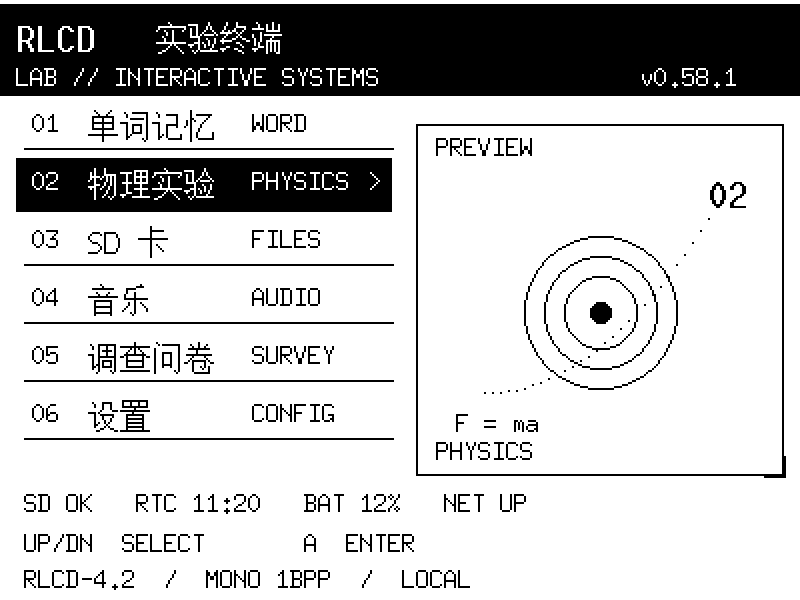 RLCD 实验终端
LAB // INTERACTIVE SYSTEMS v0.58.1
01 单词记忆 WORD
02 物理实验 PHYSICS >
03 SD 卡 FILES
04 音乐 AUDIO
05 调查问卷 SURVEY
06 设置 CONFIG
PREVIEW
02
F = ma
PHYSICS
SD OK RTC 11:20 BAT 12% NET UP
UP/DN SELECT A ENTER
RLCD-4.2 / MONO 1BPP / LOCAL